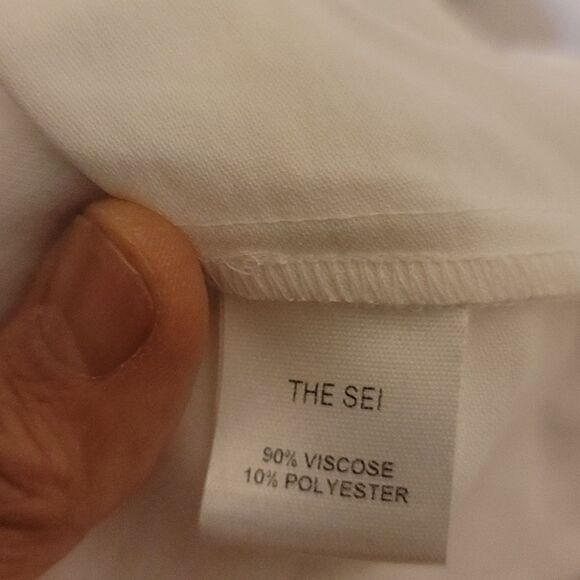 THE SEI
90% VISCOSE
10% POLYESTER